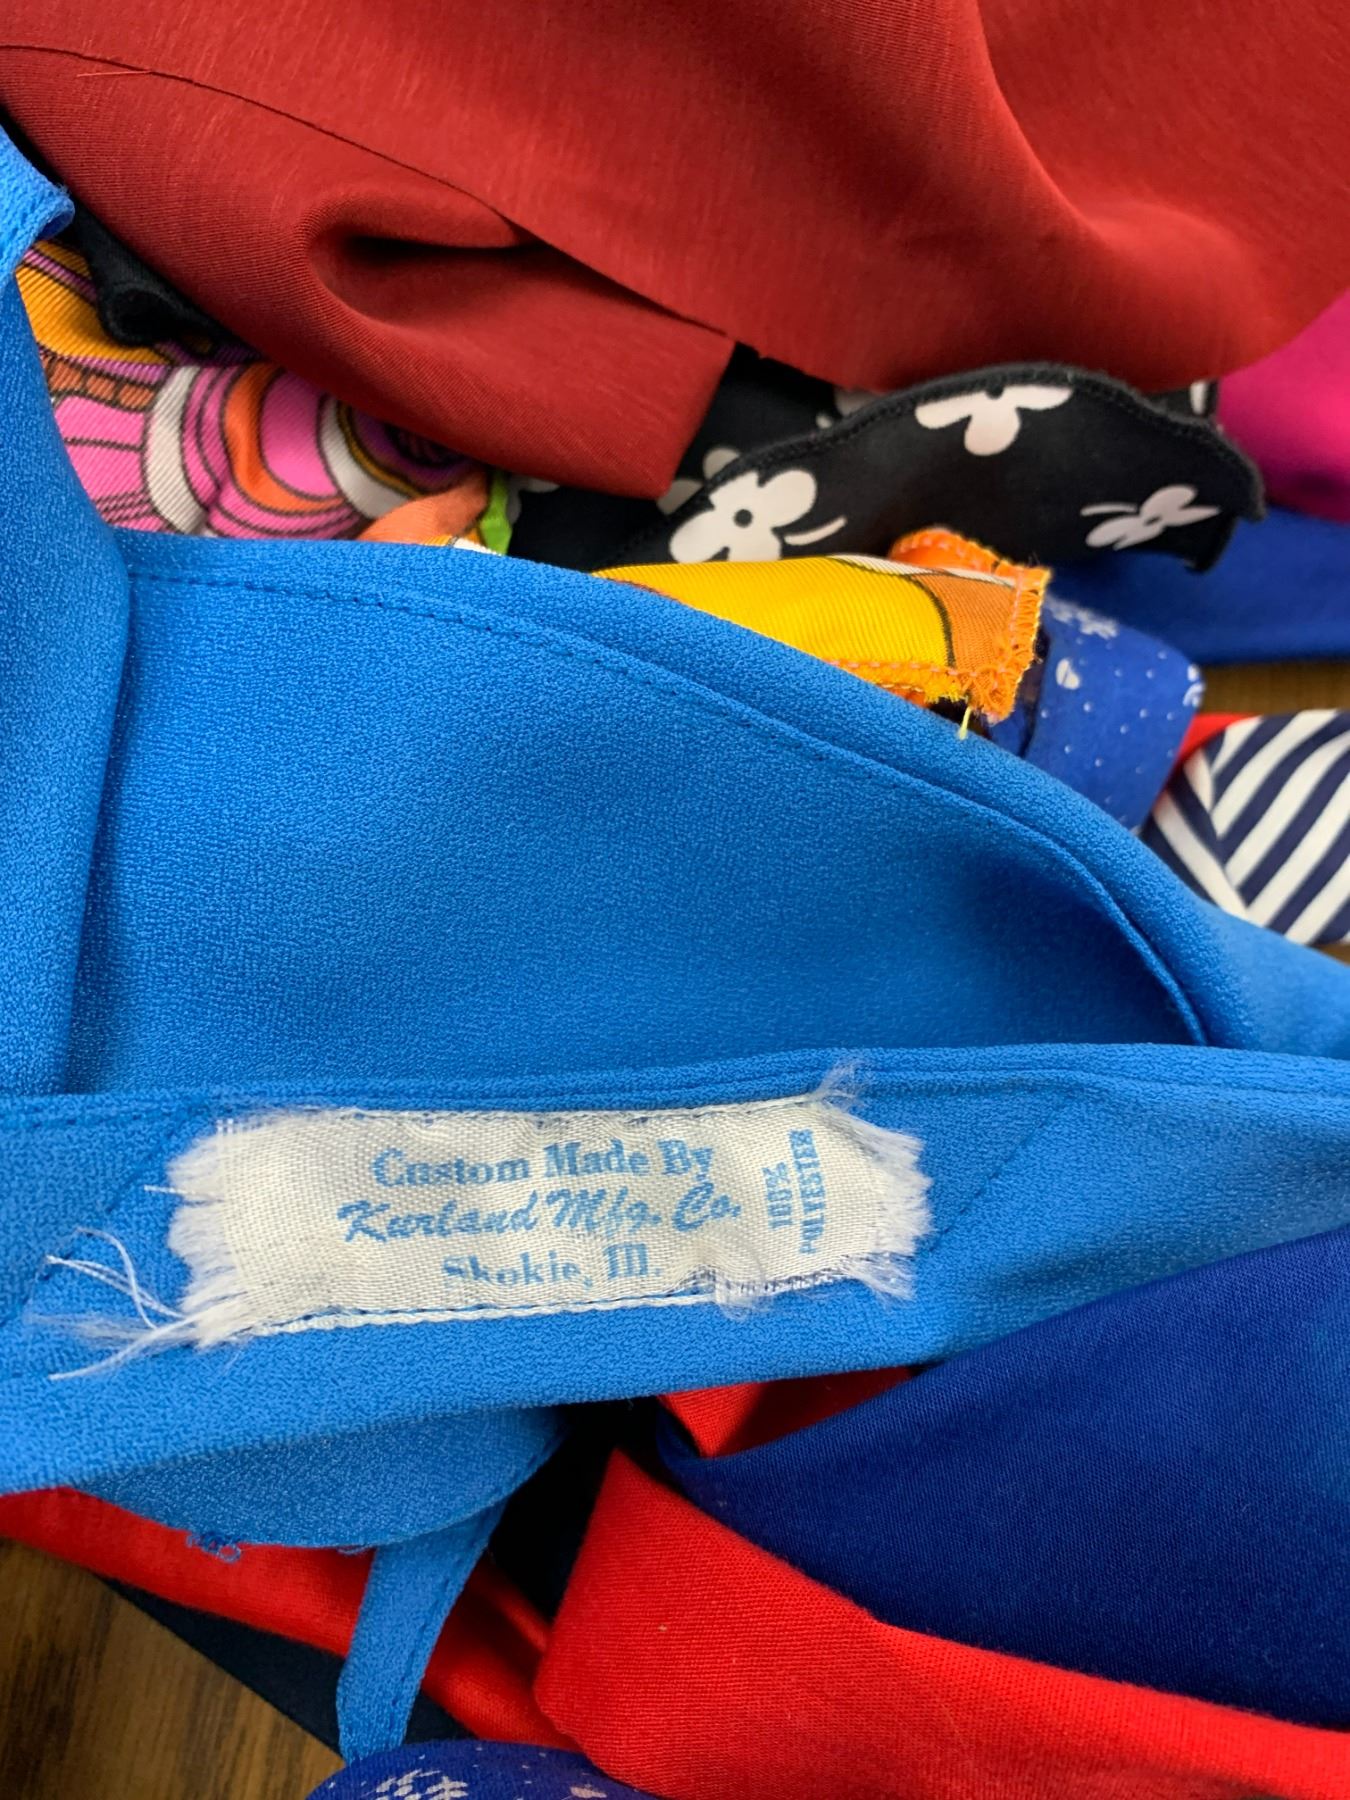 Custom Made By
Kurland Mfg. Co.
Skokie, Ill.
100%
POLYESTER